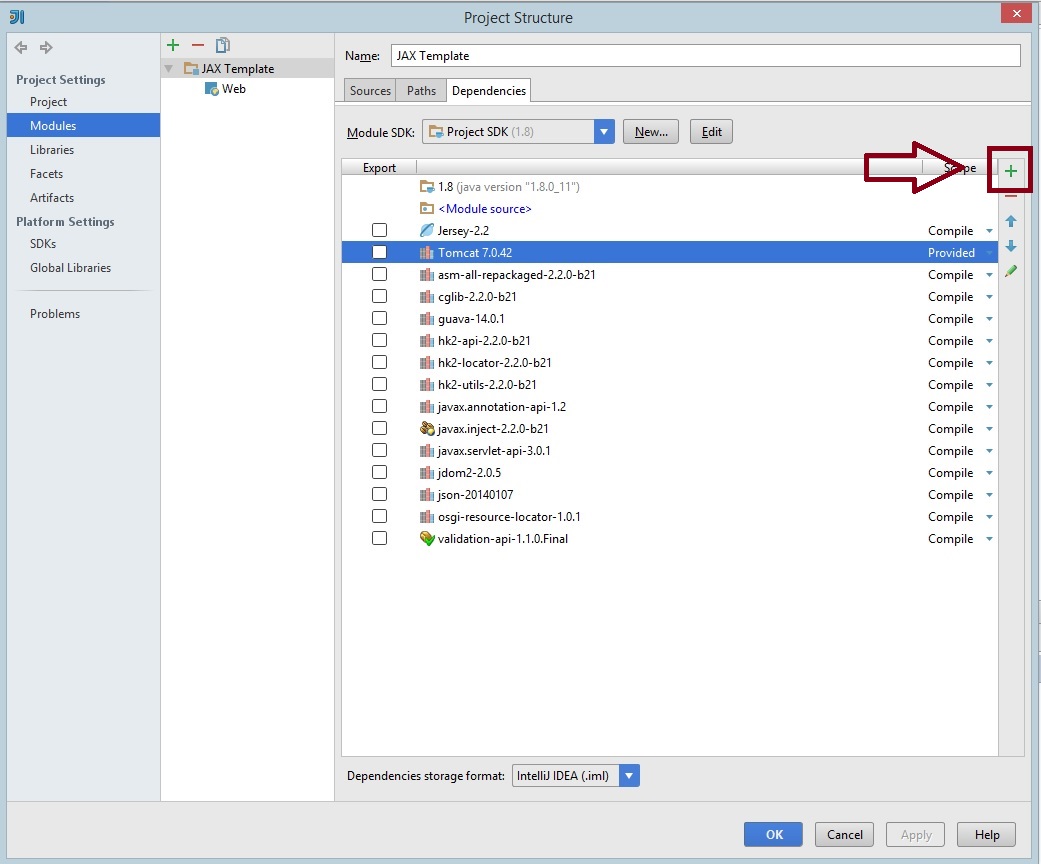 Project Structure
Project Settings
Project
Modules
Libraries
Facets
Artifacts
Platform Settings
SDKs
Global Libraries
Problems
JAX Template
Web
Name: JAX Template
Sources Paths Dependencies
Module SDK: Project SDK (1.8) New... Edit
Export Scope
1.8 (java version "1.8.0_11")
<Module source>
Jersey-2.2 Compile
Tomcat 7.0.42 Provided
asm-all-repackaged-2.2.0-b21 Compile
cglib-2.2.0-b21 Compile
guava-14.0.1 Compile
hk2-api-2.2.0-b21 Compile
hk2-locator-2.2.0-b21 Compile
hk2-utils-2.2.0-b21 Compile
javax.annotation-api-1.2 Compile
javax.inject-2.2.0-b21 Compile
javax.servlet-api-3.0.1 Compile
jdom2-2.0.5 Compile
json-20140107 Compile
osgi-resource-locator-1.0.1 Compile
validation-api-1.1.0.Final Compile
Dependencies storage format: IntelliJ IDEA (.iml)
OK Cancel Apply Help